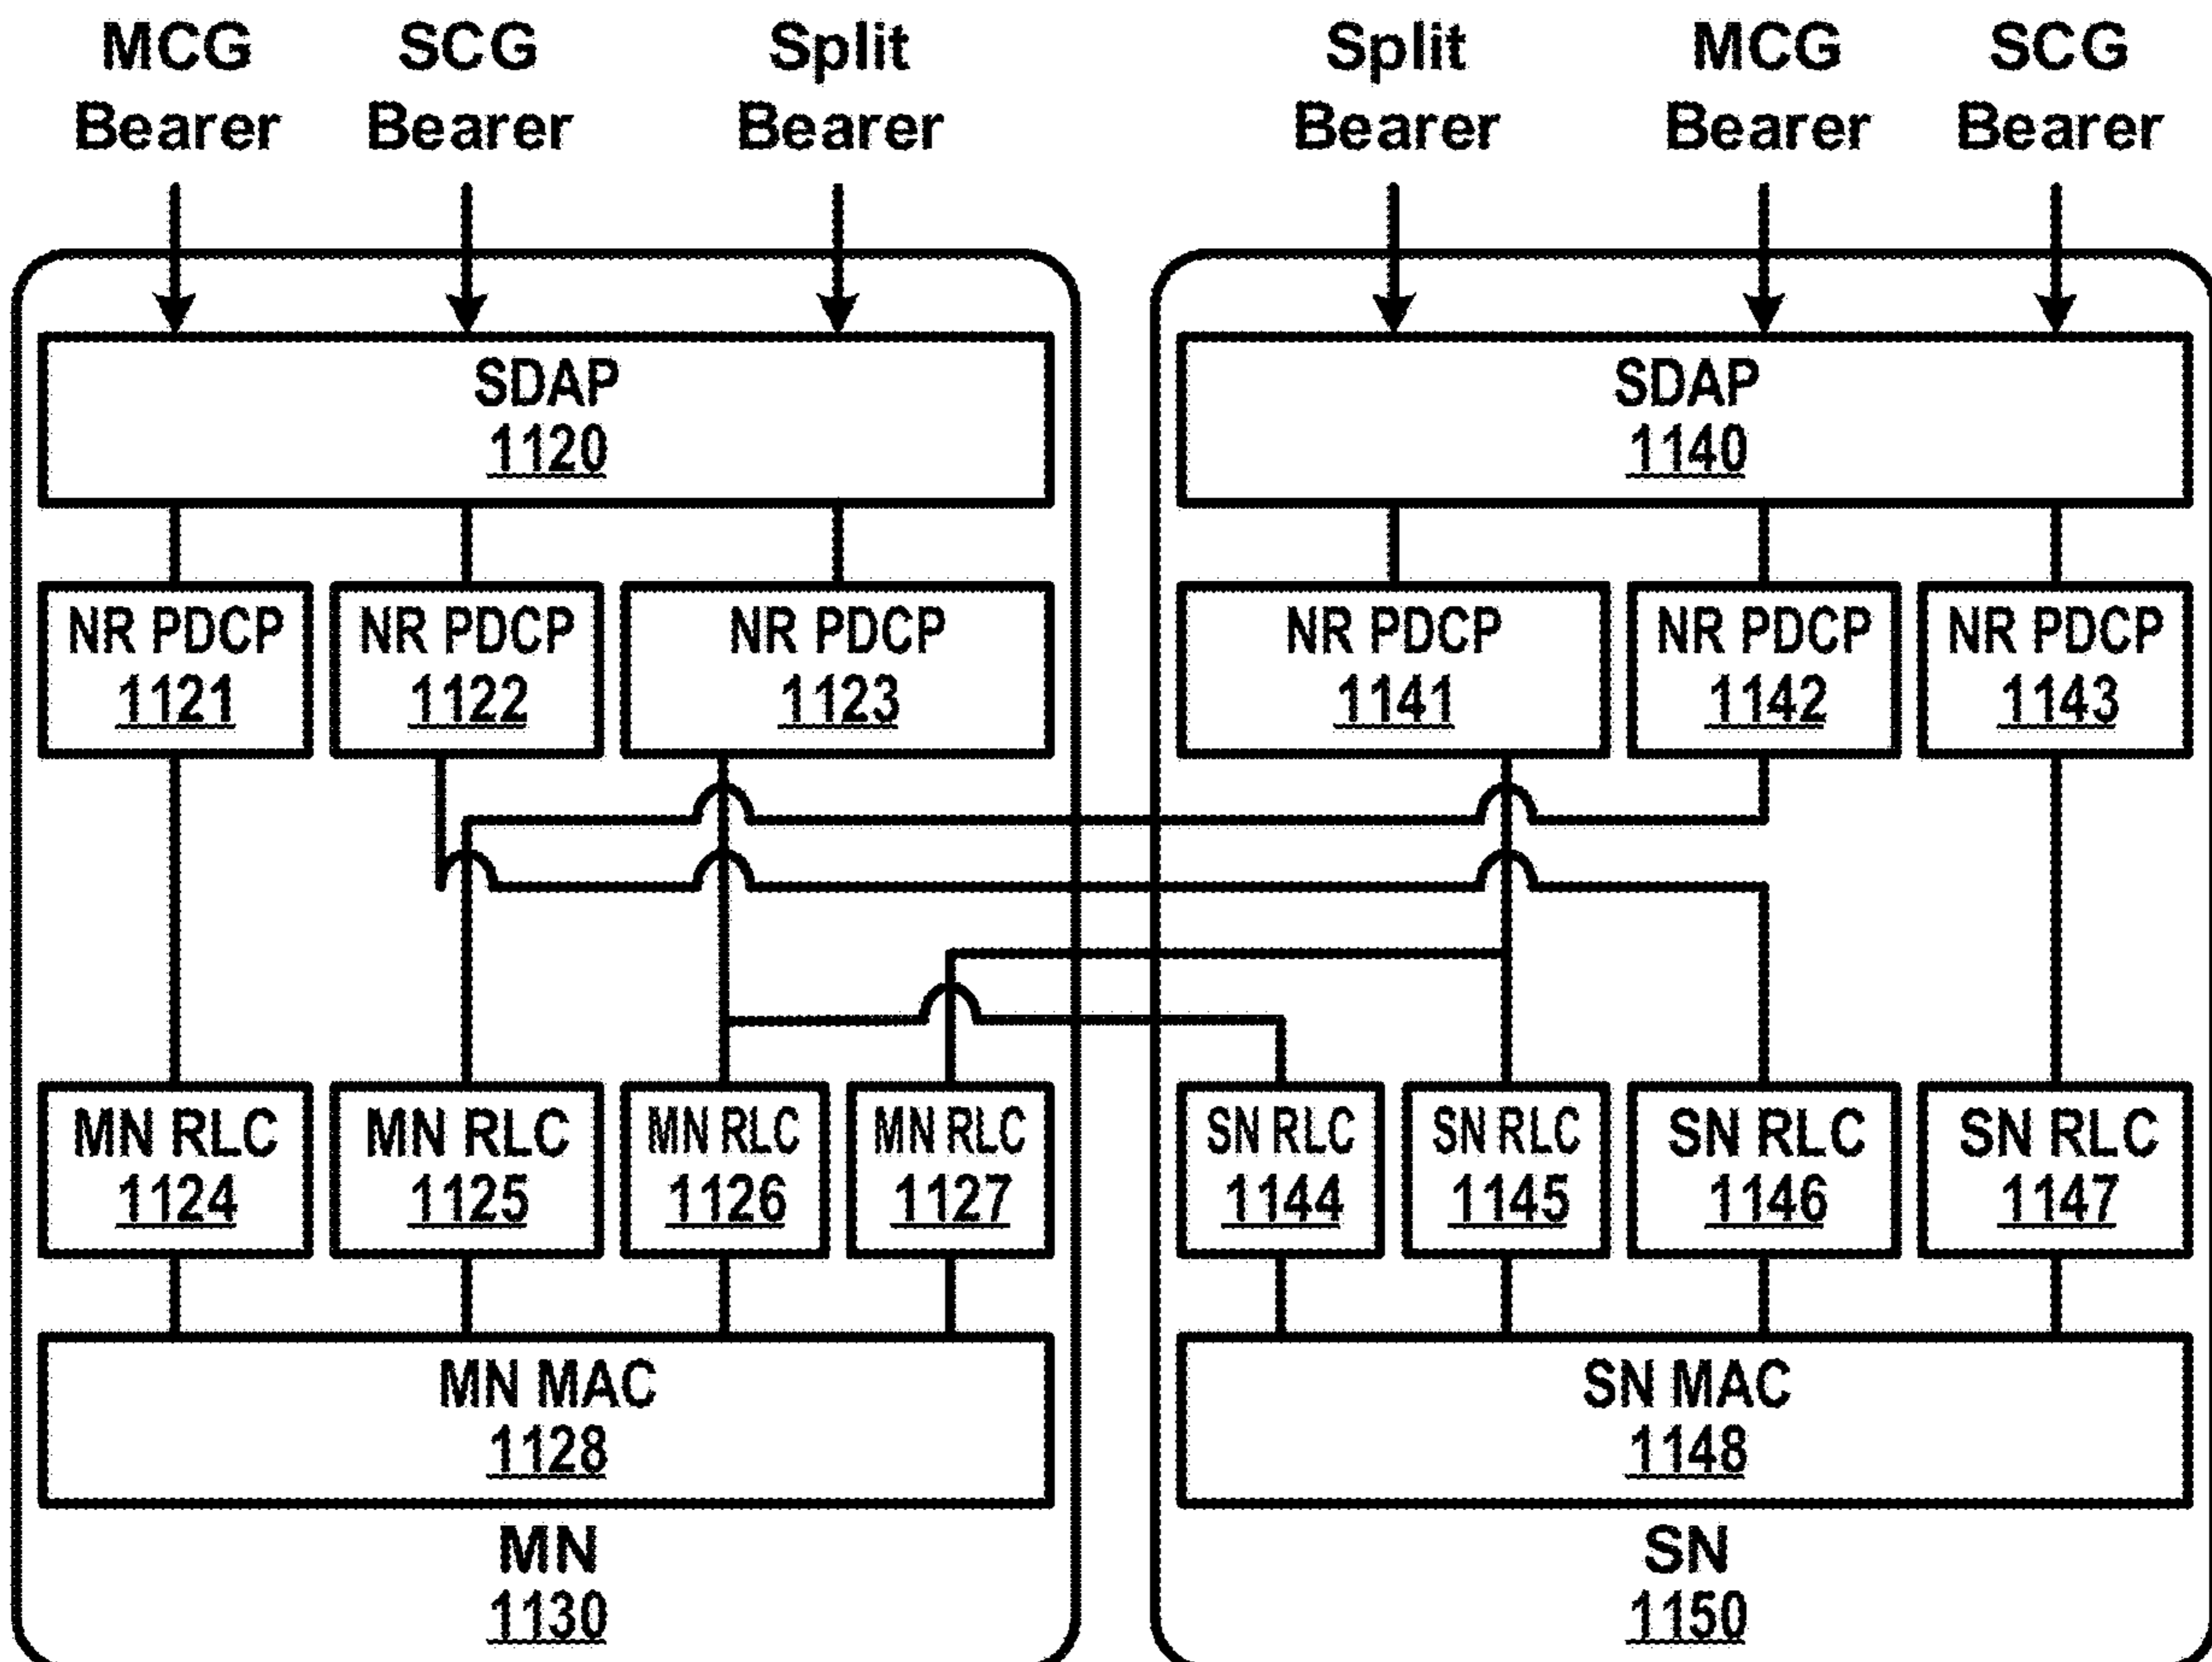 MCG Bearer
SCG Bearer
Split Bearer
Split Bearer
MCG Bearer
SCG Bearer
SDAP
1120
SDAP
1140
NR PDCP
1121
NR PDCP
1122
NR PDCP
1123
NR PDCP
1141
NR PDCP
1142
NR PDCP
1143
MN RLC
1124
MN RLC
1125
MN RLC
1126
MN RLC
1127
SN RLC
1144
SN RLC
1145
SN RLC
1146
SN RLC
1147
MN MAC
1128
SN MAC
1148
MN
1130
SN
1150